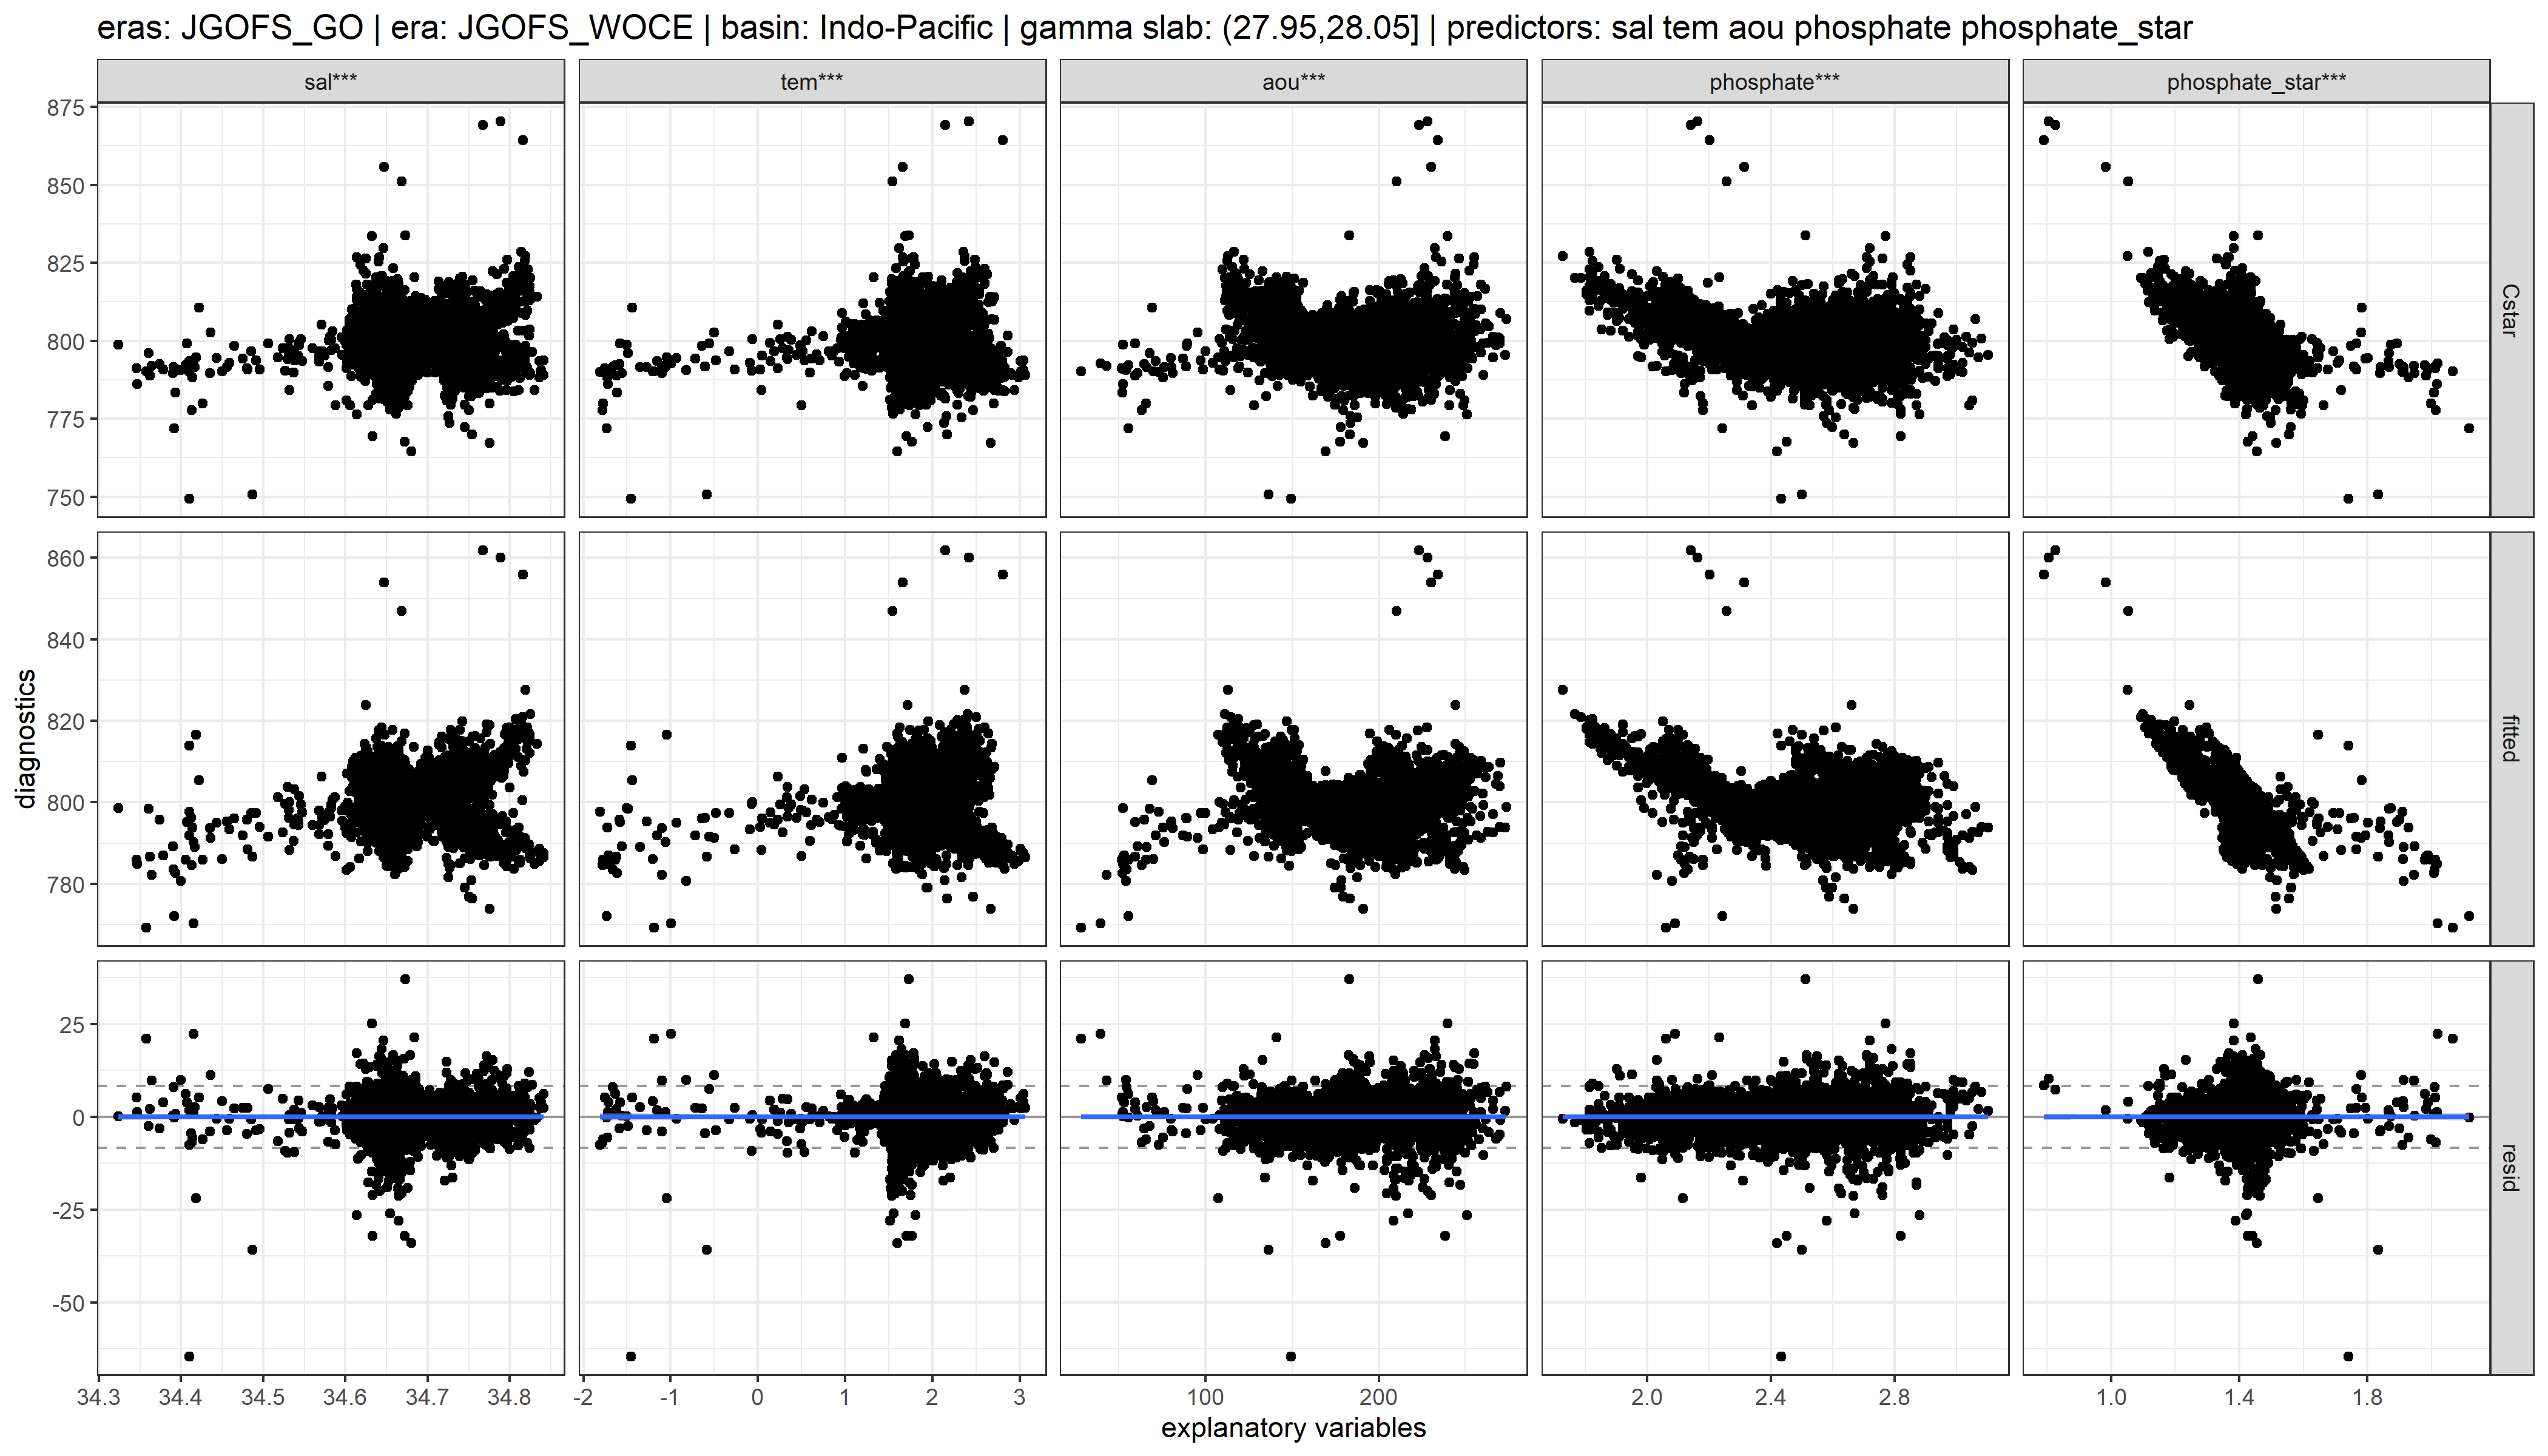 eras: JGOFS_GO | era: JGOFS_WOCE | basin: Indo-Pacific | gamma slab: (27.95,28.05] | predictors: sal tem aou phosphate phosphate_star
sal*** tem*** aou*** phosphate*** phosphate_star***
875
850
825
800
775
750
Cstar
860
840
820
800
780
fitted
diagnostics
25
0
-25
-50
resid
34.3 34.4 34.5 34.6 34.7 34.8 -2 -1 0 1 2 3 100 200 2.0 2.4 2.8 1.0 1.4 1.8
explanatory variables